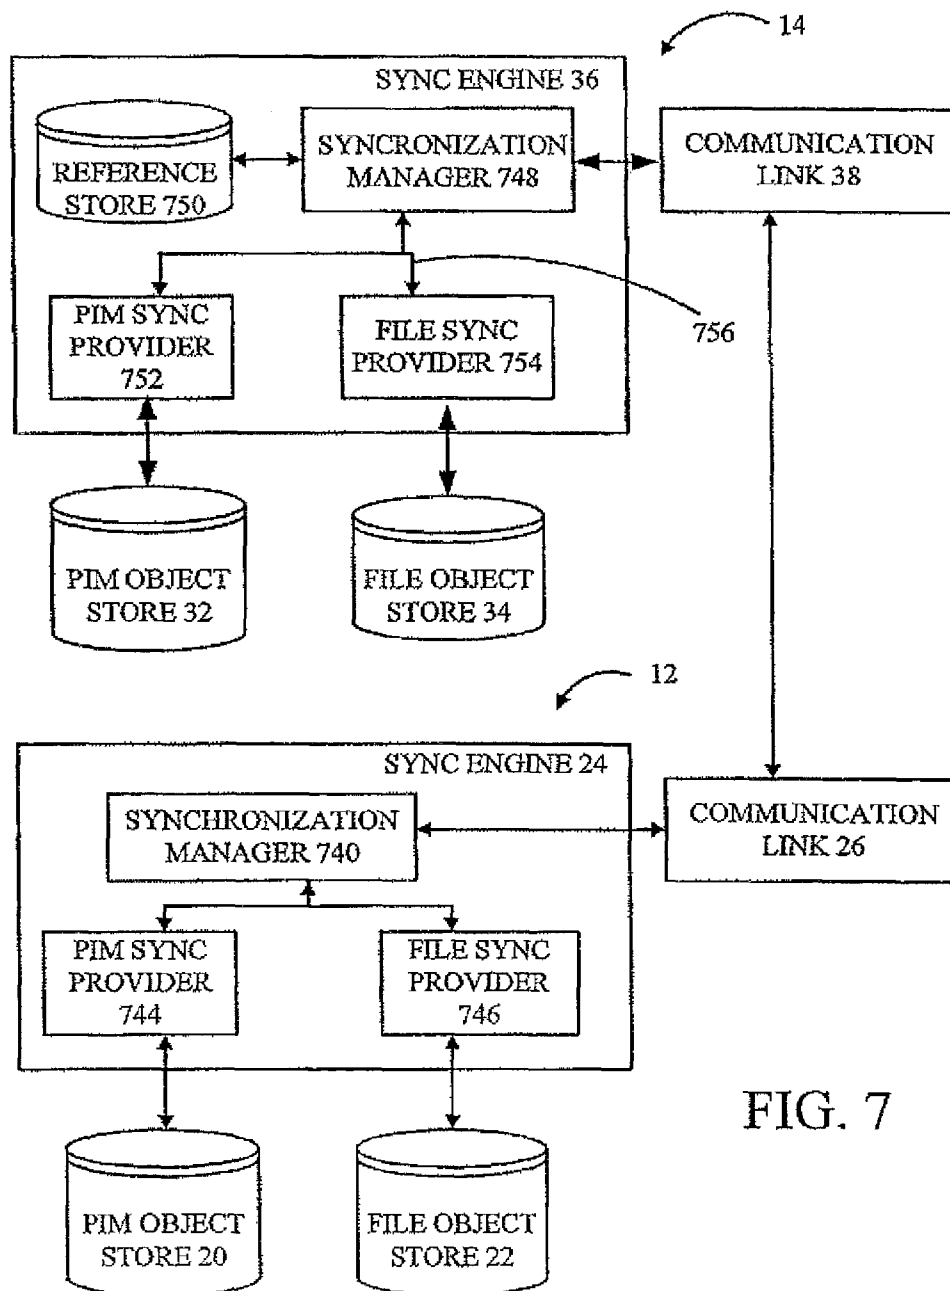 14
SYNC ENGINE 36
REFERENCE
STORE 750
SYNCRONIZATION
MANAGER 748
COMMUNICATION
LINK 38
PIM SYNC
PROVIDER
752
FILE SYNC
PROVIDER 754
756
PIM OBJECT
STORE 32
FILE OBJECT
STORE 34
12
SYNC ENGINE 24
SYNCHRONIZATION
MANAGER 740
COMMUNICATION
LINK 26
PIM SYNC
PROVIDER
744
FILE SYNC
PROVIDER
746
PIM OBJECT
STORE 20
FILE OBJECT
STORE 22
FIG. 7